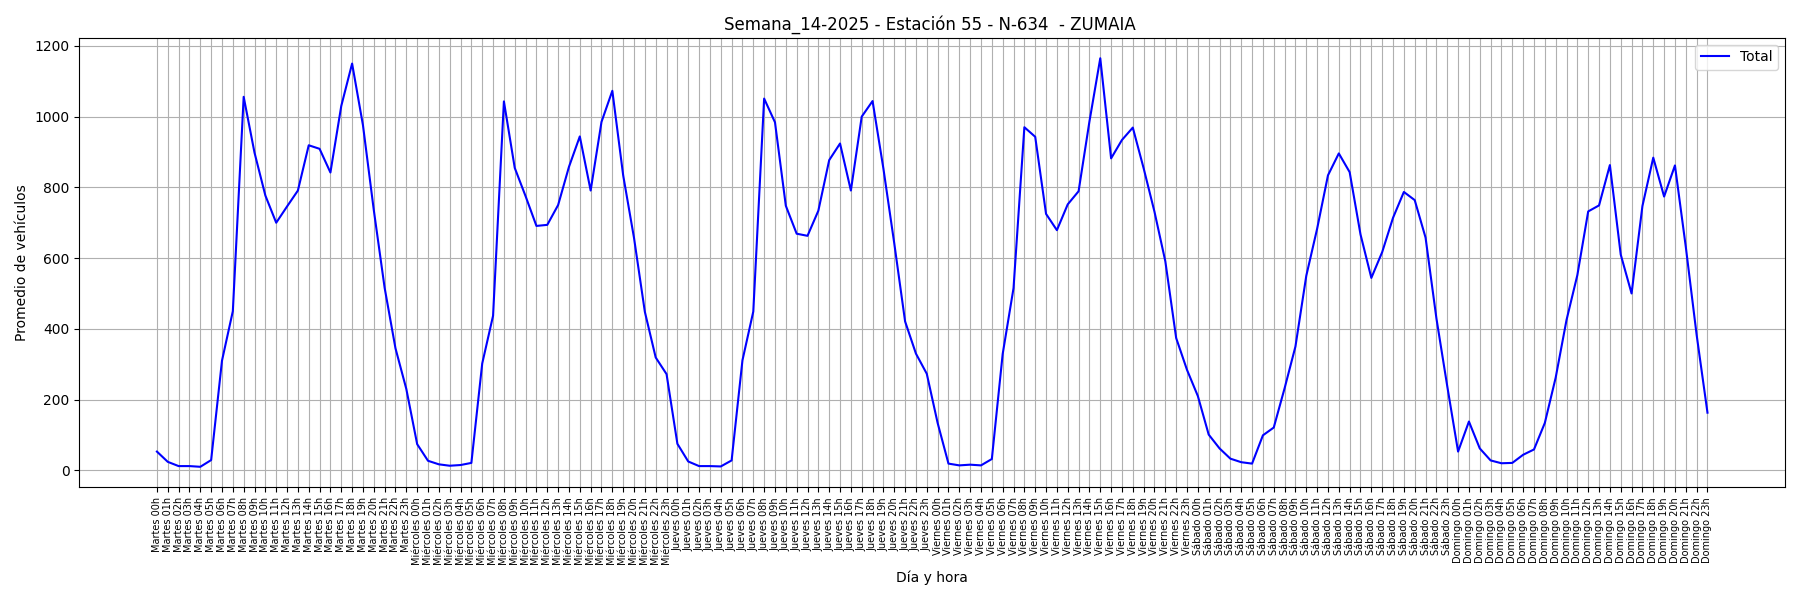 Semana_14-2025 - Estación 55 - N-634  - ZUMAIA
Total
Promedio de vehículos
1200
1000
800
600
400
200
0
Martes 00h
Martes 01h
Martes 02h
Martes 03h
Martes 04h
Martes 05h
Martes 06h
Martes 07h
Martes 08h
Martes 09h
Martes 10h
Martes 11h
Martes 12h
Martes 13h
Martes 14h
Martes 15h
Martes 16h
Martes 17h
Martes 18h
Martes 19h
Martes 20h
Martes 21h
Martes 22h
Martes 23h
Miércoles 00h
Miércoles 01h
Miércoles 02h
Miércoles 03h
Miércoles 04h
Miércoles 05h
Miércoles 06h
Miércoles 07h
Miércoles 08h
Miércoles 09h
Miércoles 10h
Miércoles 11h
Miércoles 12h
Miércoles 13h
Miércoles 14h
Miércoles 15h
Miércoles 16h
Miércoles 17h
Miércoles 18h
Miércoles 19h
Miércoles 20h
Miércoles 21h
Miércoles 22h
Miércoles 23h
Jueves 00h
Jueves 01h
Jueves 02h
Jueves 03h
Jueves 04h
Jueves 05h
Jueves 06h
Jueves 07h
Jueves 08h
Jueves 09h
Jueves 10h
Jueves 11h
Jueves 12h
Jueves 13h
Jueves 14h
Jueves 15h
Jueves 16h
Jueves 17h
Jueves 18h
Jueves 19h
Jueves 20h
Jueves 21h
Jueves 22h
Jueves 23h
Viernes 00h
Viernes 01h
Viernes 02h
Viernes 03h
Viernes 04h
Viernes 05h
Viernes 06h
Viernes 07h
Viernes 08h
Viernes 09h
Viernes 10h
Viernes 11h
Viernes 12h
Viernes 13h
Viernes 14h
Viernes 15h
Viernes 16h
Viernes 17h
Viernes 18h
Viernes 19h
Viernes 20h
Viernes 21h
Viernes 22h
Viernes 23h
Sábado 00h
Sábado 01h
Sábado 02h
Sábado 03h
Sábado 04h
Sábado 05h
Sábado 06h
Sábado 07h
Sábado 08h
Sábado 09h
Sábado 10h
Sábado 11h
Sábado 12h
Sábado 13h
Sábado 14h
Sábado 15h
Sábado 16h
Sábado 17h
Sábado 18h
Sábado 19h
Sábado 20h
Sábado 21h
Sábado 22h
Sábado 23h
Domingo 00h
Domingo 01h
Domingo 02h
Domingo 03h
Domingo 04h
Domingo 05h
Domingo 06h
Domingo 07h
Domingo 08h
Domingo 09h
Domingo 10h
Domingo 11h
Domingo 12h
Domingo 13h
Domingo 14h
Domingo 15h
Domingo 16h
Domingo 17h
Domingo 18h
Domingo 19h
Domingo 20h
Domingo 21h
Domingo 22h
Domingo 23h
Día y hora